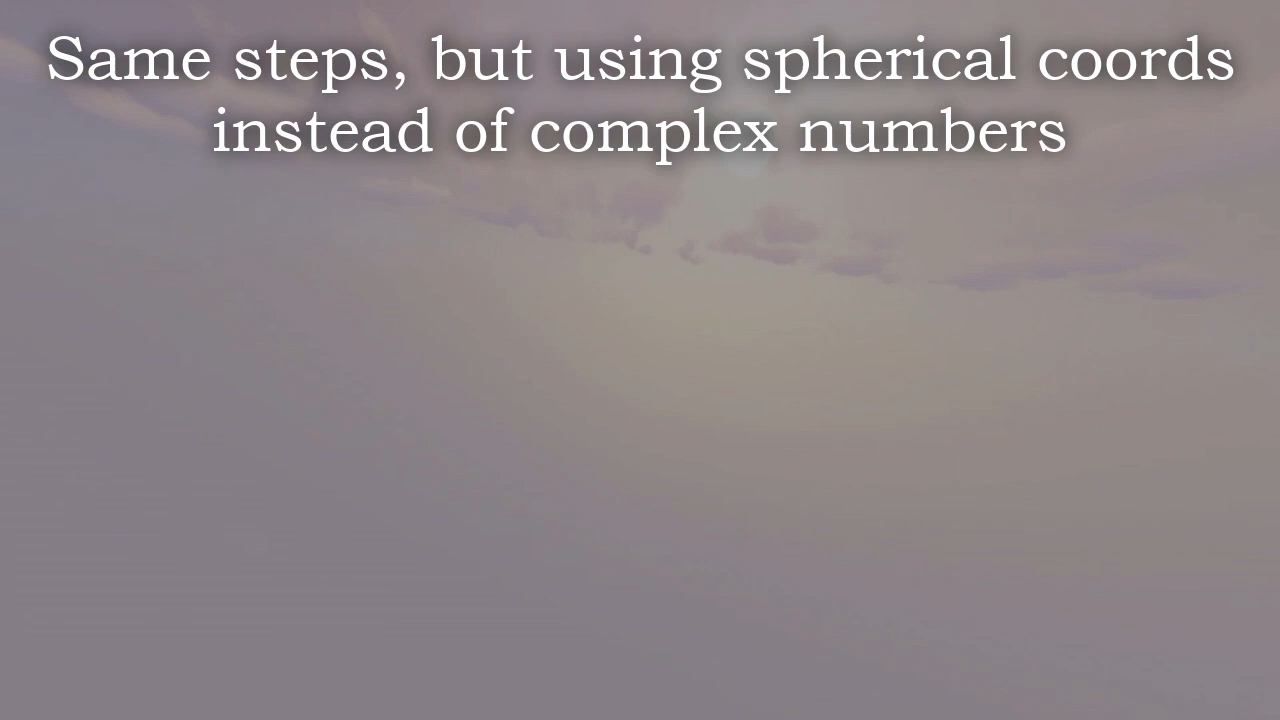 Same steps, but using spherical coords
instead of complex numbers